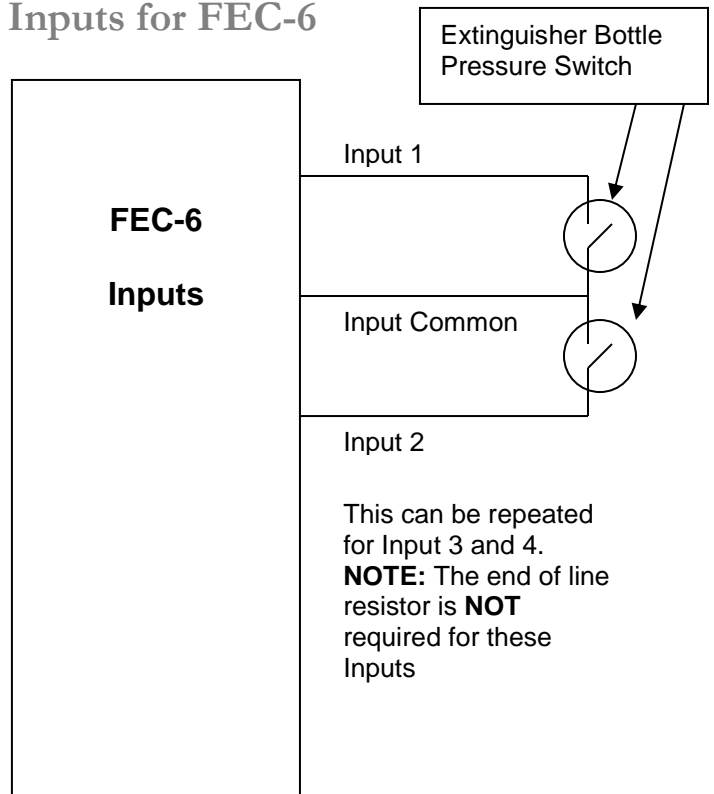 Inputs for FEC-6
Extinguisher Bottle
Pressure Switch
Input 1
FEC-6
Inputs
Input Common
Input 2
This can be repeated
for Input 3 and 4.
NOTE: The end of line
resistor is NOT
required for these
Inputs